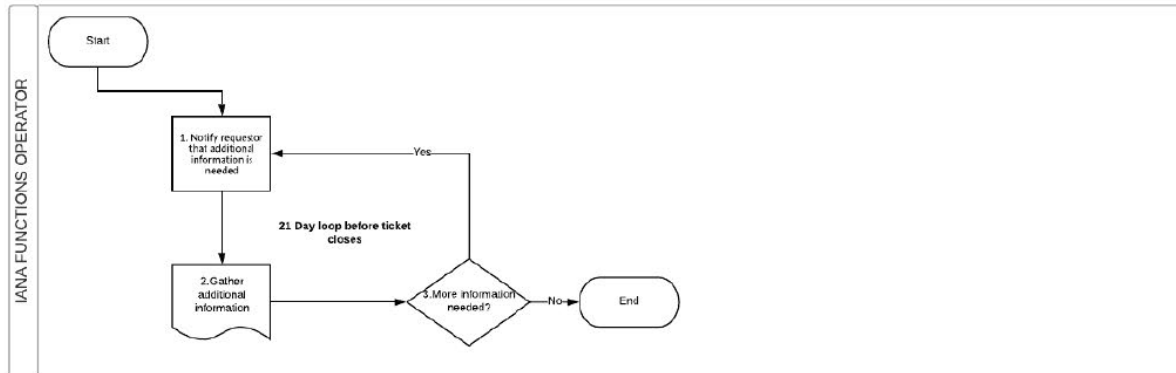 IANA FUNCTIONS OPERATOR
Start
1. Notify requestor
that additional
information is
needed
Yes
21 Day loop before ticket
closes
2.Gather
additional
information
3.More information
needed?
No
End